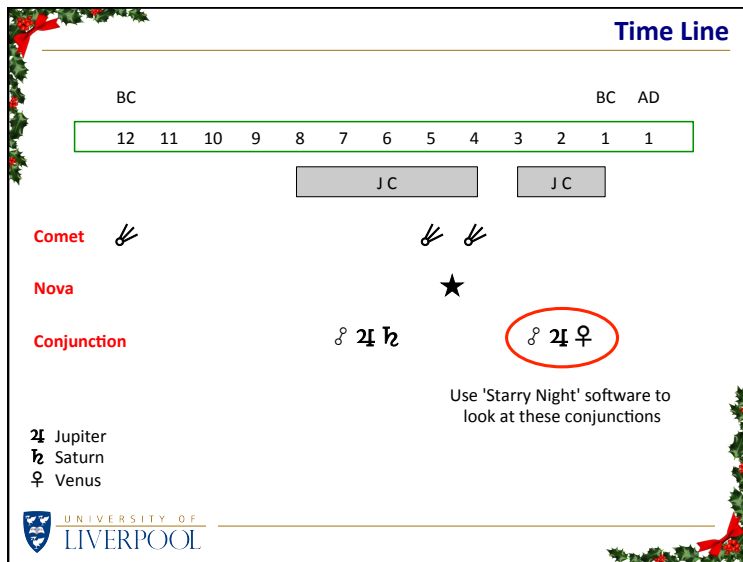 Time Line
BC BC AD
12 11 10 9 8 7 6 5 4 3 2 1 1
J C J C
Comet
Nova
Conjunction ☍ ♃ ♄ ☍ ♃ ♀
Use 'Starry Night' software to
look at these conjunctions
♃ Jupiter
♄ Saturn
♀ Venus
UNIVERSITY OF
LIVERPOOL